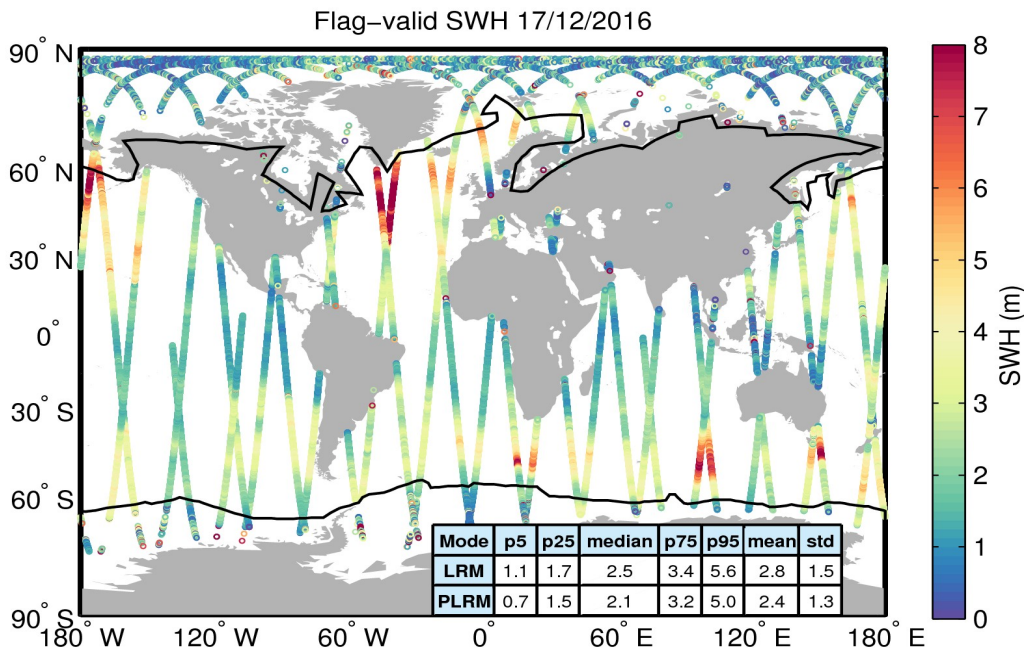 Flag−valid SWH 17/12/2016
90° N
60° N
30° N
0°
30° S
60° S
90° S
180° W
120° W
60° W
0°
60° E
120° E
180° E
Mode p5 p25 median p75 p95 mean std
LRM 1.1 1.7 2.5 3.4 5.6 2.8 1.5
PLRM 0.7 1.5 2.1 3.2 5.0 2.4 1.3
8
7
6
5
4
3
2
1
0
SWH (m)